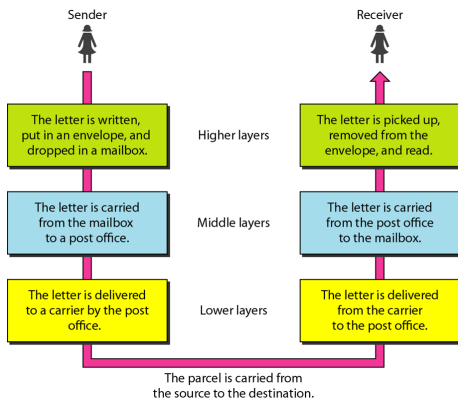 Sender
Receiver
The letter is written,
put in an envelope, and
dropped in a mailbox.
Higher layers
The letter is picked up,
removed from the
envelope, and read.
The letter is carried
from the mailbox
to a post office.
Middle layers
The letter is carried
from the post office
to the mailbox.
The letter is delivered
to a carrier by the post
office.
Lower layers
The letter is delivered
from the carrier
to the post office.
The parcel is carried from
the source to the destination.